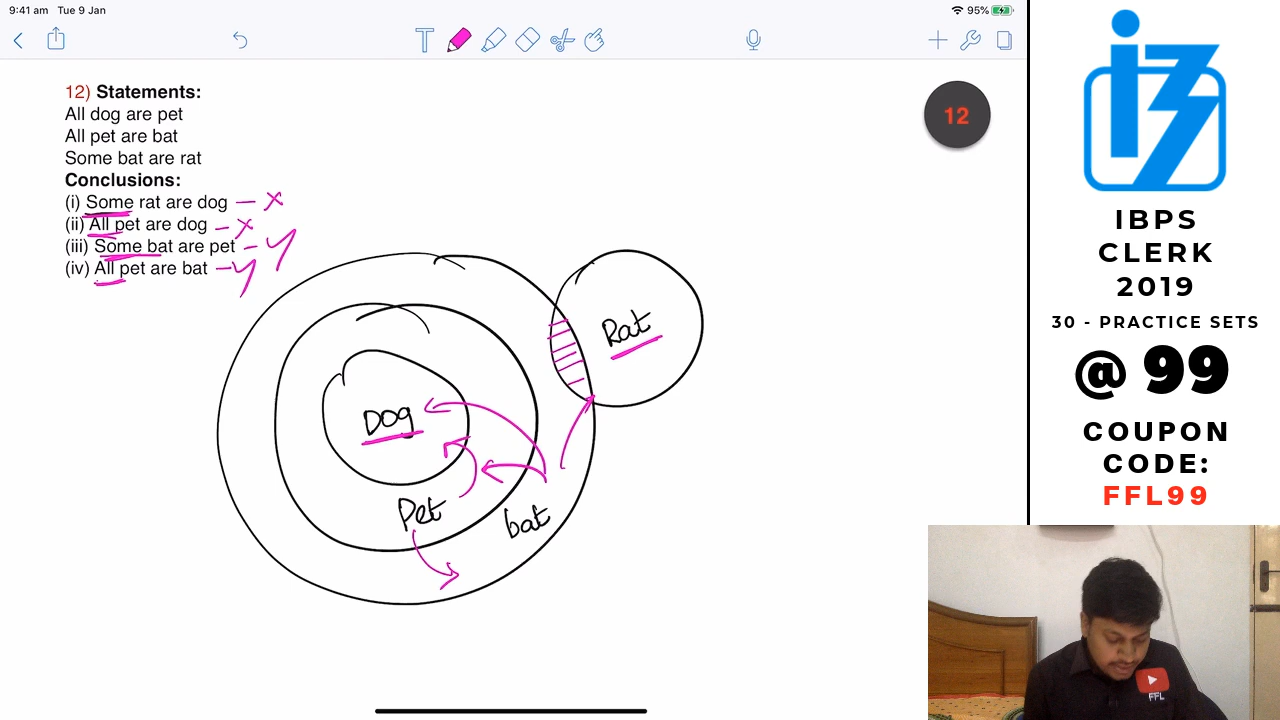 9:41 am Tue 9 Jan
95%
T
12) Statements:
All dog are pet
All pet are bat
Some bat are rat
Conclusions:
(i) Some rat are dog - x
(ii) All pet are dog - x
(iii) Some bat are pet - y
(iv) All pet are bat - y
12
Rat
Dog
Pet
bat
IBPS
CLERK
2019
30 - PRACTICE SETS
@ 99
COUPON
CODE:
FFL99
FFL